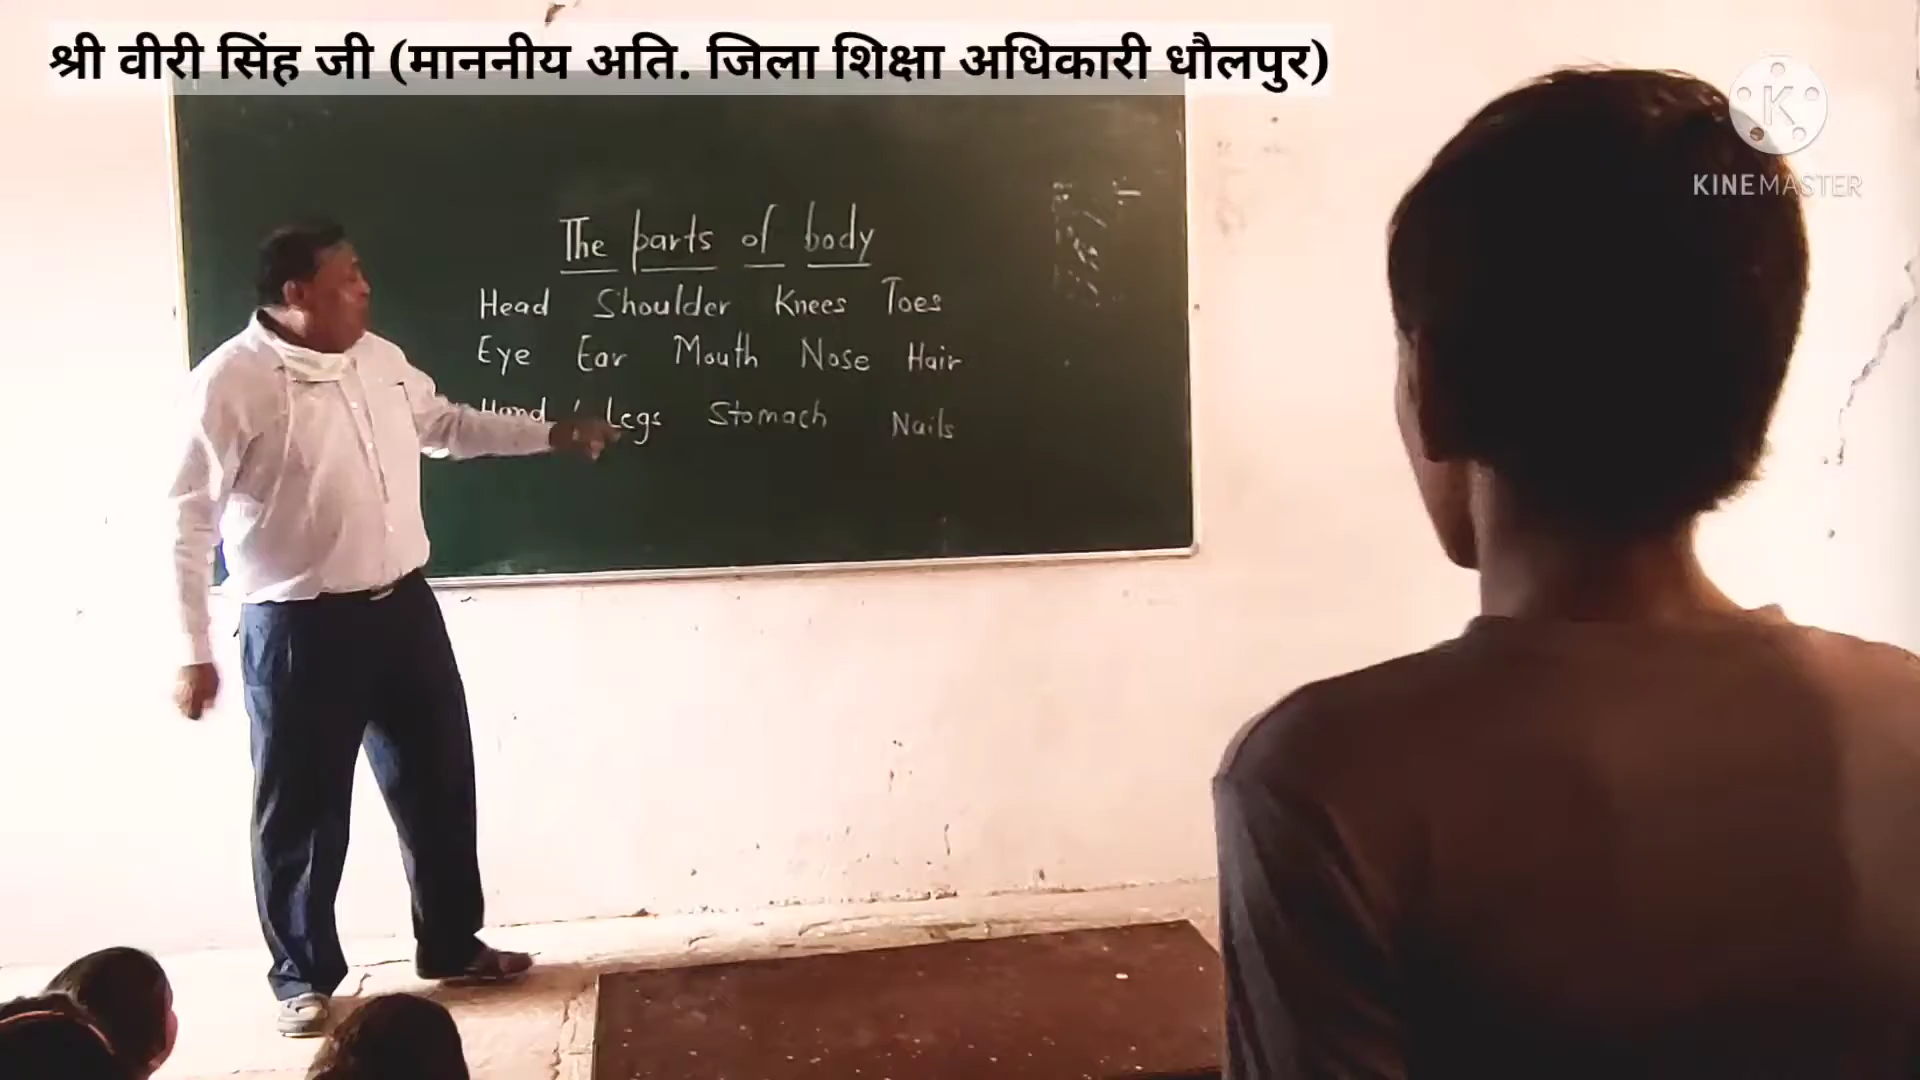 श्री वीरी सिंह जी (माननीय अति. जिला शिक्षा अधिकारी धौलपुर)
K
KINEMASTER
The parts of body
Head Shoulder Knees Toes
Eye Ear Mouth Nose Hair
Hand Legs Stomach Nails